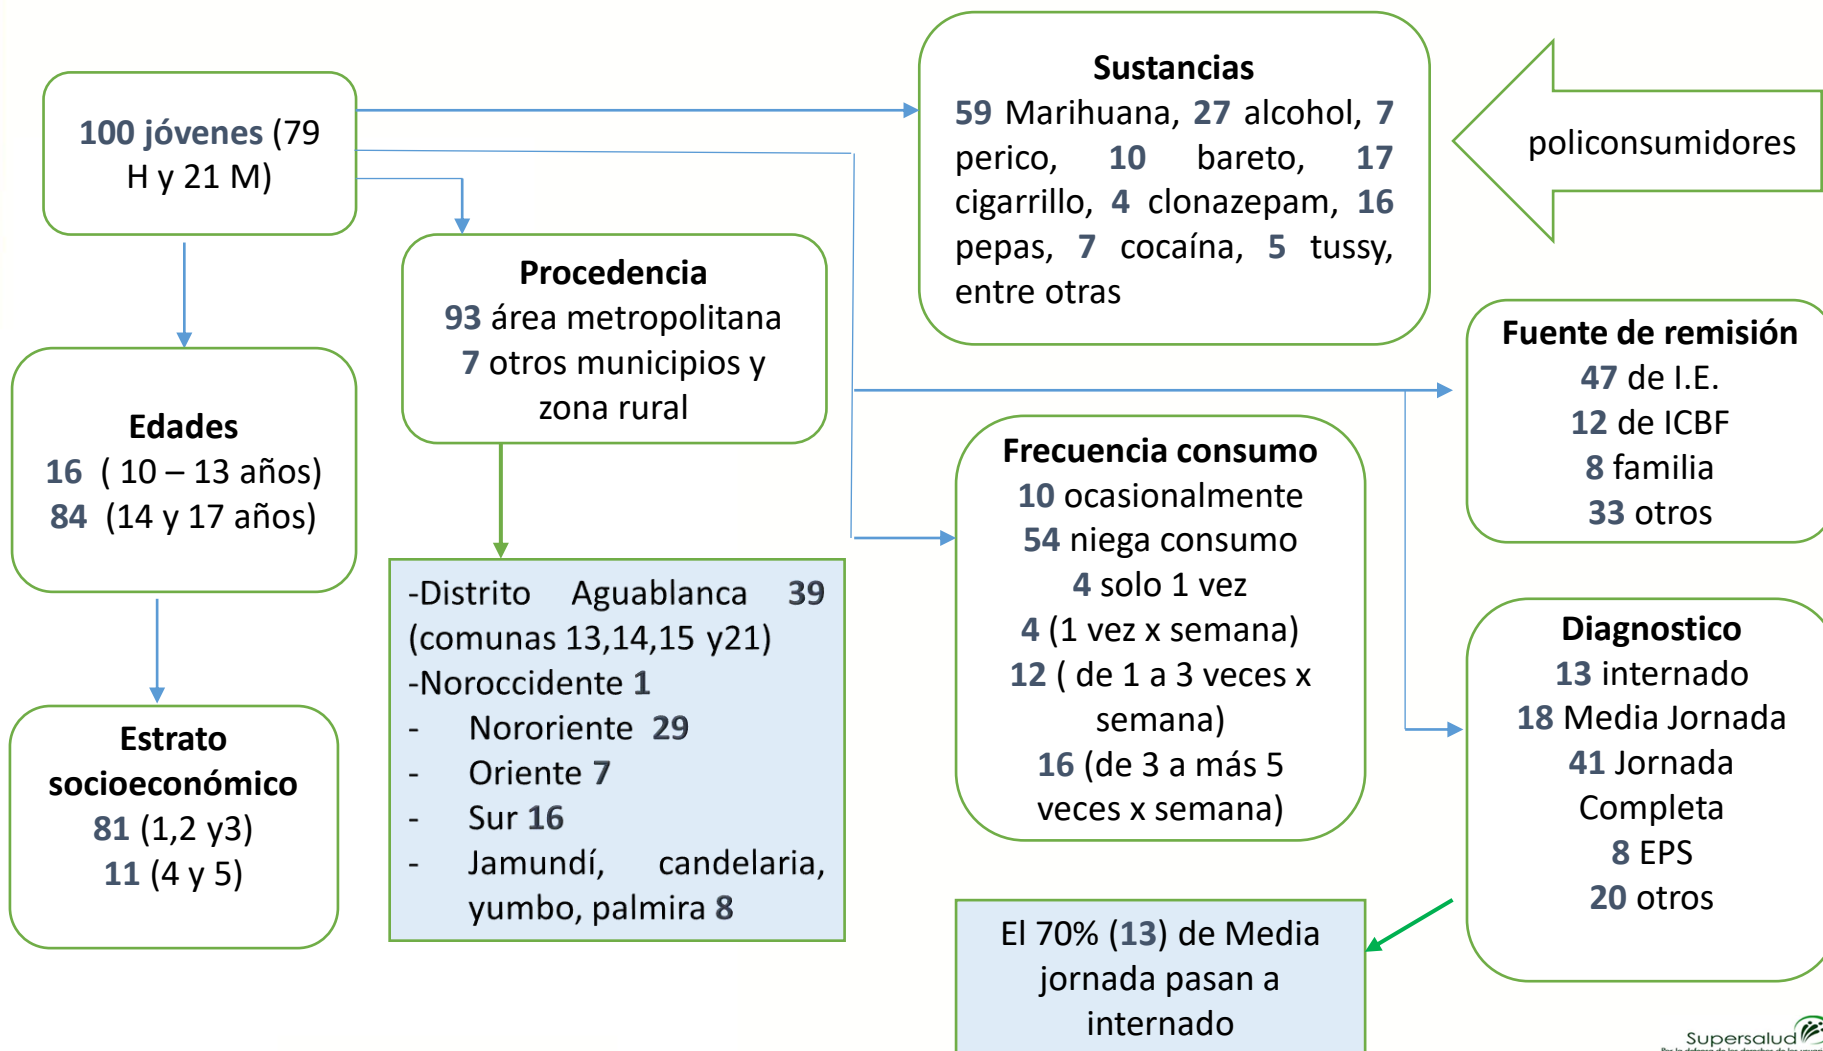 100 jóvenes (79
H y 21 M)
Edades
16 ( 10 – 13 años)
84 (14 y 17 años)
Estrato
socioeconómico
81 (1,2 y3)
11 (4 y 5)
Procedencia
93 área metropolitana
7 otros municipios y
zona rural
-Distrito Aguablanca 39
(comunas 13,14,15 y21)
-Noroccidente 1
- Nororiente 29
- Oriente 7
- Sur 16
- Jamundí, candelaria,
yumbo, palmira 8
Sustancias
59 Marihuana, 27 alcohol, 7
perico, 10 bareto, 17
cigarrillo, 4 clonazepam, 16
pepas, 7 cocaína, 5 tussy,
entre otras
policonsumidores
Frecuencia consumo
10 ocasionalmente
54 niega consumo
4 solo 1 vez
4 (1 vez x semana)
12 ( de 1 a 3 veces x
semana)
16 (de 3 a más 5
veces x semana)
Fuente de remisión
47 de I.E.
12 de ICBF
8 familia
33 otros
Diagnostico
13 internado
18 Media Jornada
41 Jornada
Completa
8 EPS
20 otros
El 70% (13) de Media
jornada pasan a
internado
Supersalud